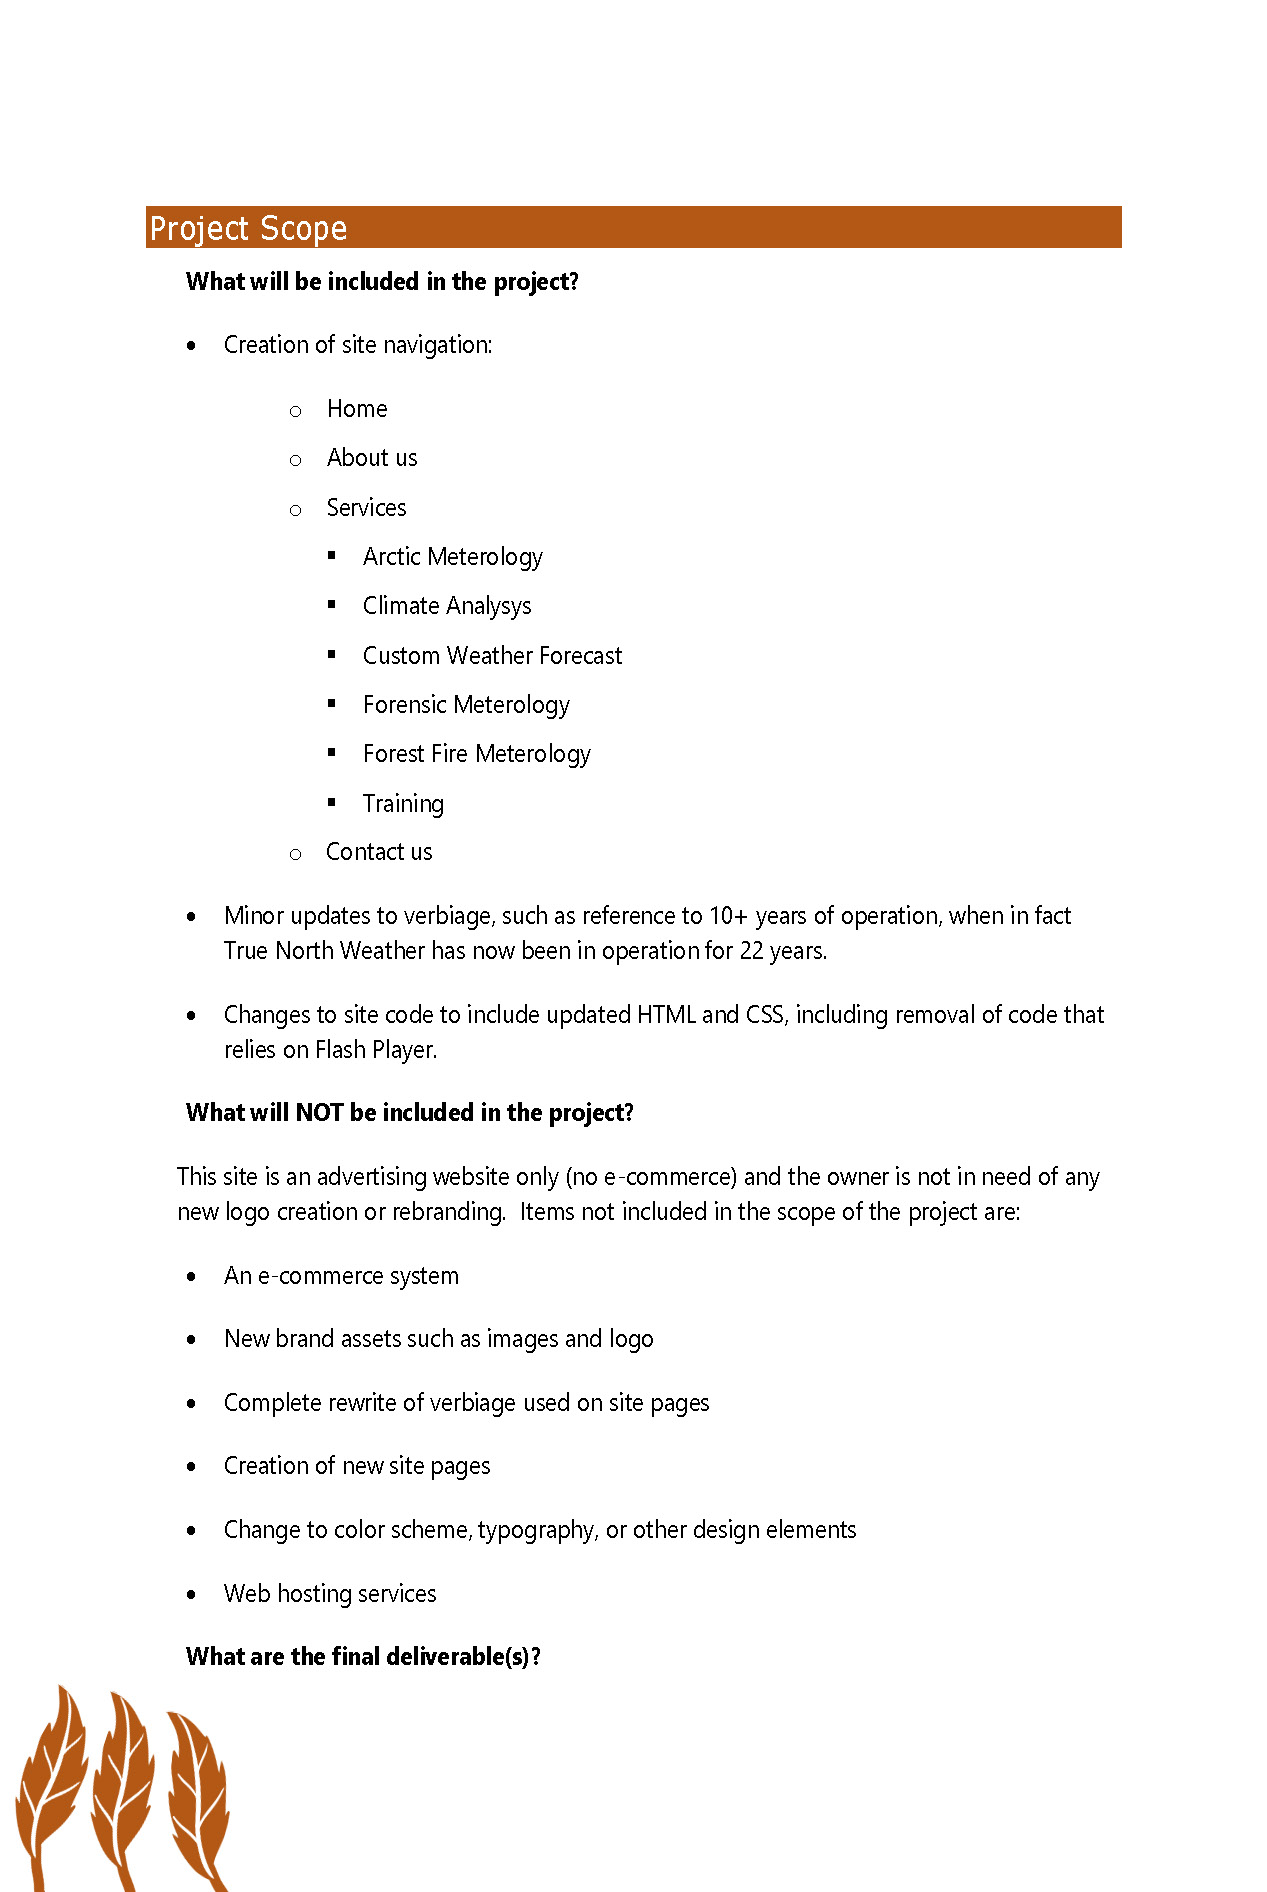 Project Scope
What will be included in the project?
• Creation of site navigation:
o Home
o About us
o Services
▪ Arctic Meterology
▪ Climate Analysys
▪ Custom Weather Forecast
▪ Forensic Meterology
▪ Forest Fire Meterology
▪ Training
o Contact us
• Minor updates to verbiage, such as reference to 10+ years of operation, when in fact
True North Weather has now been in operation for 22 years.
• Changes to site code to include updated HTML and CSS, including removal of code that
relies on Flash Player.
What will NOT be included in the project?
This site is an advertising website only (no e-commerce) and the owner is not in need of any
new logo creation or rebranding.  Items not included in the scope of the project are:
• An e-commerce system
• New brand assets such as images and logo
• Complete rewrite of verbiage used on site pages
• Creation of new site pages
• Change to color scheme, typography, or other design elements
• Web hosting services
What are the final deliverable(s)?